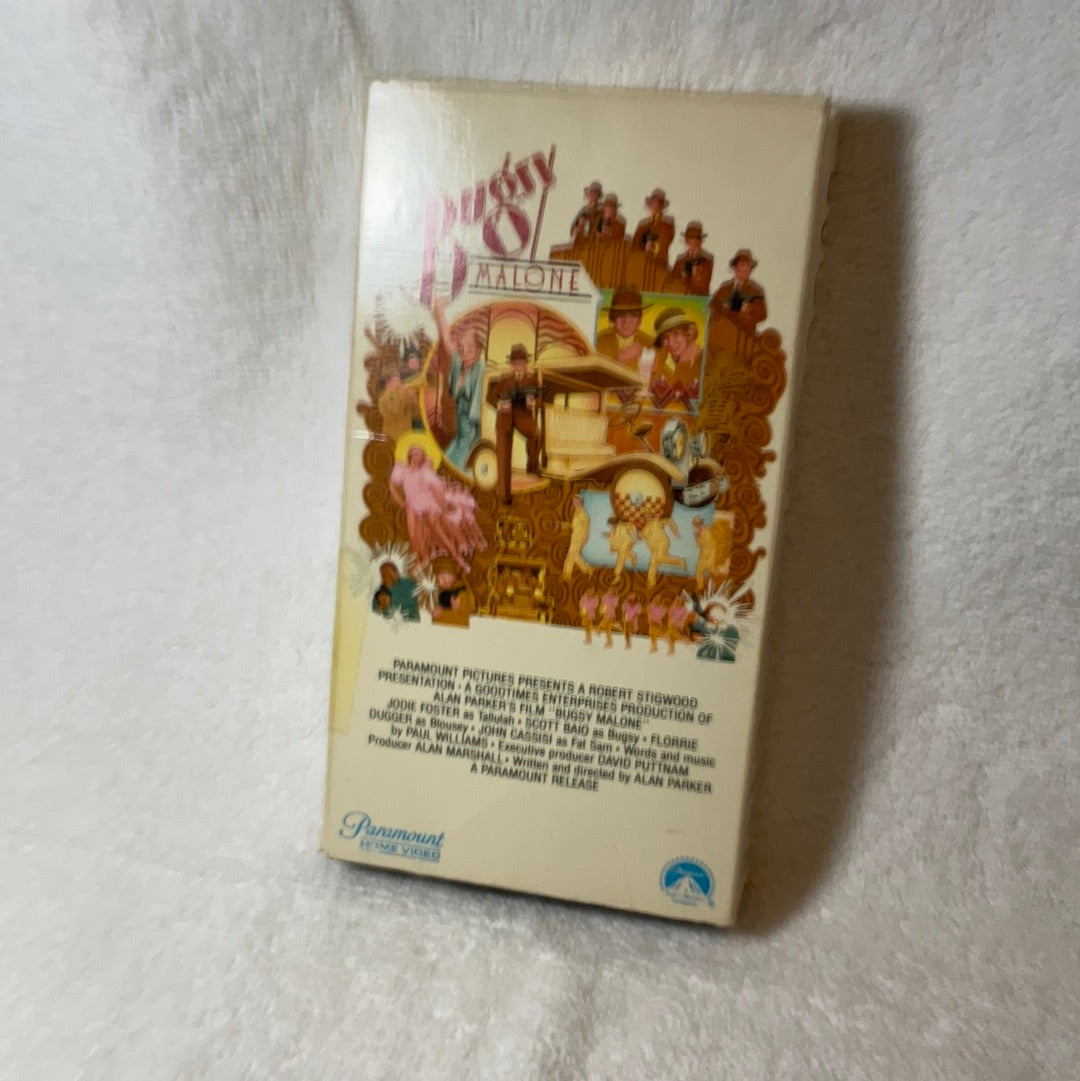 Bugsy
MALONE
PARAMOUNT PICTURES PRESENTS A ROBERT STIGWOOD
PRESENTATION • A GOODTIMES ENTERPRISES PRODUCTION OF
ALAN PARKER'S FILM "BUGSY MALONE"
JODIE FOSTER as Tallulah • SCOTT BAIO as Bugsy • FLORRIE
DUGGER as Blousey • JOHN CASSISI as Fat Sam • Words and music
by PAUL WILLIAMS • Executive producer DAVID PUTTNAM
Producer ALAN MARSHALL • Written and directed by ALAN PARKER
A PARAMOUNT RELEASE
Paramount
HOME VIDEO